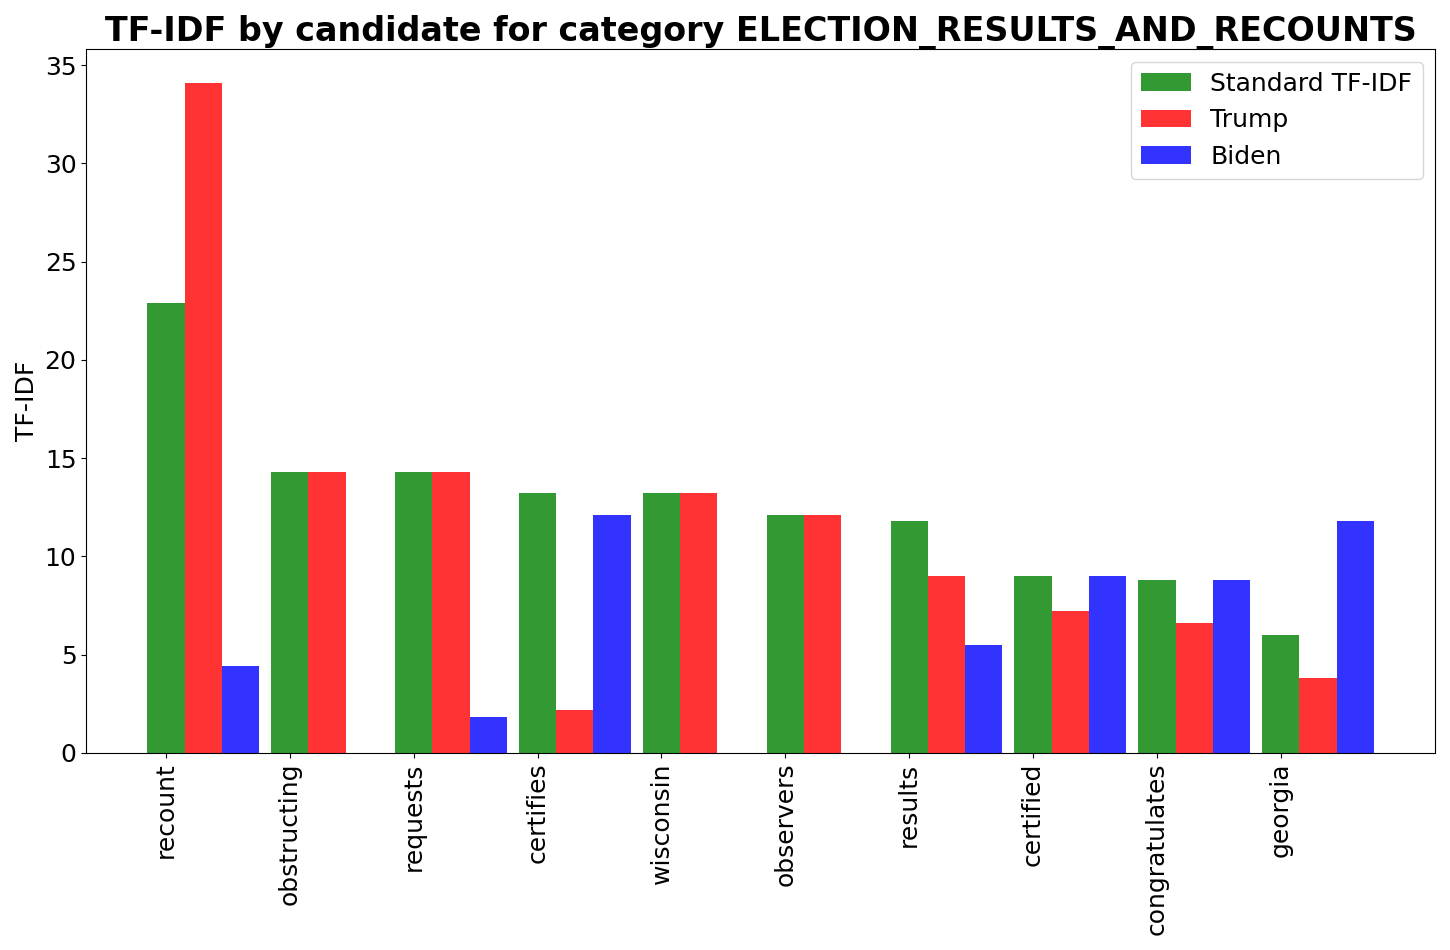 TF-IDF by candidate for category ELECTION_RESULTS_AND_RECOUNTS
Standard TF-IDF
Trump
Biden
TF-IDF
35
30
25
20
15
10
5
0
recount
obstructing
requests
certifies
wisconsin
observers
results
certified
congratulates
georgia